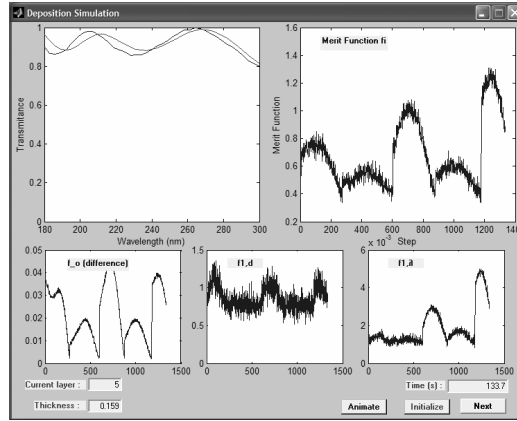 Deposition Simulation
Transmitance
1
0.8
0.6
0.4
0.2
0
180 200 220 240 260 280 300
Wavelength (nm)
Merit Function fi
Merit Function
1.6
1.4
1.2
1
0.8
0.6
0.4
0.2
0 200 400 600 800 1000 1200 1400
Step
f_o (difference)
0.05
0.04
0.03
0.02
0.01
0
0 500 1000 1500
f1,d
1.5
1
0.5
0
0 500 1000 1500
x 10^-3
6
4
2
0 500 1000 1500
Current layer : 5
Thickness : 0.159
Time (s) : 133.7
Animate Initialize Next